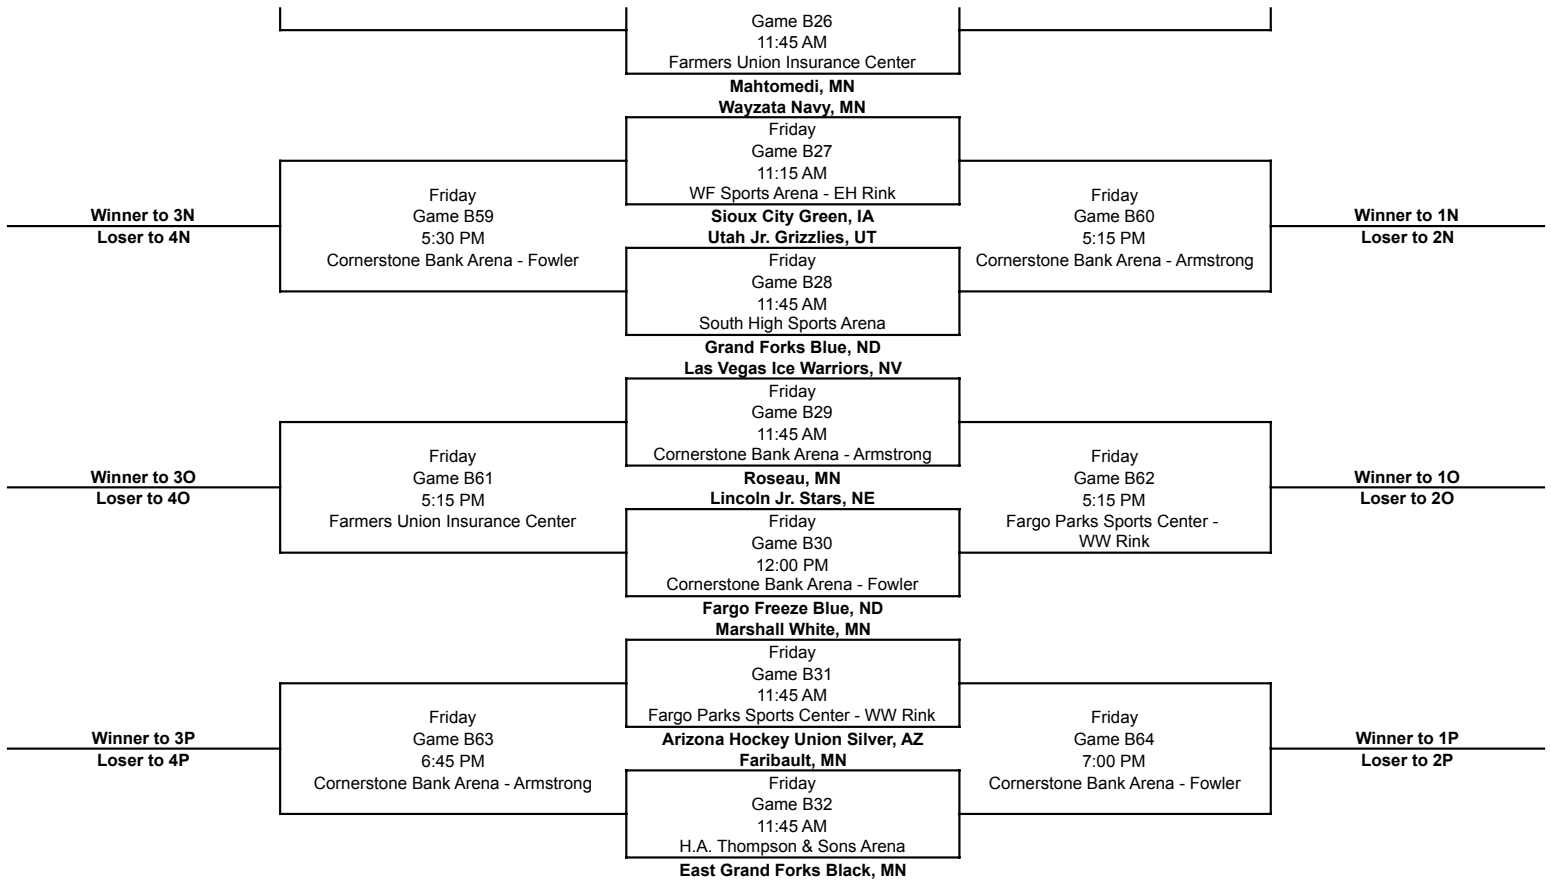 Game B26
11:45 AM
Farmers Union Insurance Center
Mahtomedi, MN
Wayzata Navy, MN
Friday
Game B27
11:15 AM
WF Sports Arena - EH Rink
Sioux City Green, IA
Utah Jr. Grizzlies, UT
Friday
Game B28
11:45 AM
South High Sports Arena
Grand Forks Blue, ND
Friday
Game B59
5:30 PM
Cornerstone Bank Arena - Fowler
Winner to 3N
Loser to 4N
Friday
Game B60
5:15 PM
Cornerstone Bank Arena - Armstrong
Winner to 1N
Loser to 2N
Las Vegas Ice Warriors, NV
Friday
Game B29
11:45 AM
Cornerstone Bank Arena - Armstrong
Roseau, MN
Lincoln Jr. Stars, NE
Friday
Game B30
12:00 PM
Cornerstone Bank Arena - Fowler
Fargo Freeze Blue, ND
Friday
Game B61
5:15 PM
Farmers Union Insurance Center
Winner to 3O
Loser to 4O
Friday
Game B62
5:15 PM
Fargo Parks Sports Center -
WW Rink
Winner to 1O
Loser to 2O
Marshall White, MN
Friday
Game B31
11:45 AM
Fargo Parks Sports Center - WW Rink
Arizona Hockey Union Silver, AZ
Faribault, MN
Friday
Game B32
11:45 AM
H.A. Thompson & Sons Arena
East Grand Forks Black, MN
Friday
Game B63
6:45 PM
Cornerstone Bank Arena - Armstrong
Winner to 3P
Loser to 4P
Friday
Game B64
7:00 PM
Cornerstone Bank Arena - Fowler
Winner to 1P
Loser to 2P